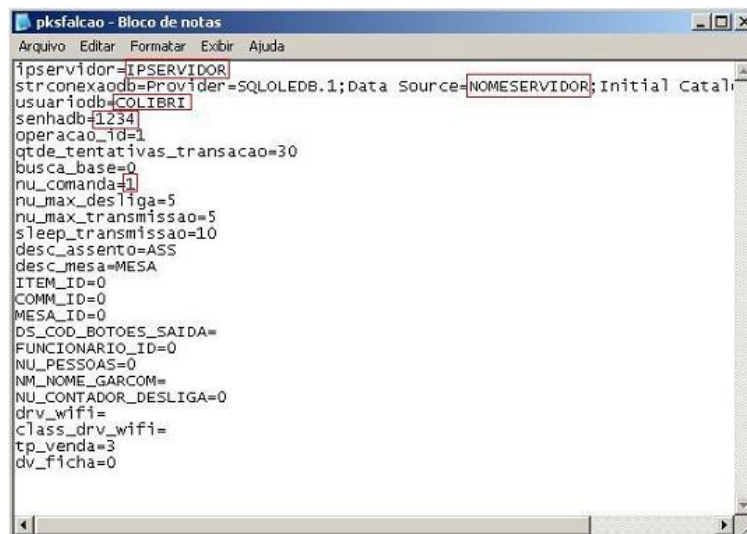 pksfalcao - Bloco de notas
Arquivo Editar Formatar Exibir Ajuda
ipservidor=IPSERVIDOR
strconexaodb=Provider=SQLOLEDB.1;Data Source=NOMESERVIDOR;Initial Catal
usuariodb=COLIBRI
senhadb=1234
operacao_id=1
qtde_tentativas_transacao=30
busca_base=0
nu_comanda=1
nu_max_desliga=5
nu_max_transmissao=5
sleep_transmissao=10
desc_assento=ASS
desc_mesa=MESA
ITEM_ID=0
COMM_ID=0
MESA_ID=0
DS_COD_BOTOES_SAIDA=
FUNCIONARIO_ID=0
NU_PESSOAS=0
NM_NOME_GARCOM=
NU_CONTADOR_DESLIGA=0
drv_wifi=
class_drv_wifi=
tp_venda=3
dv_ficha=0